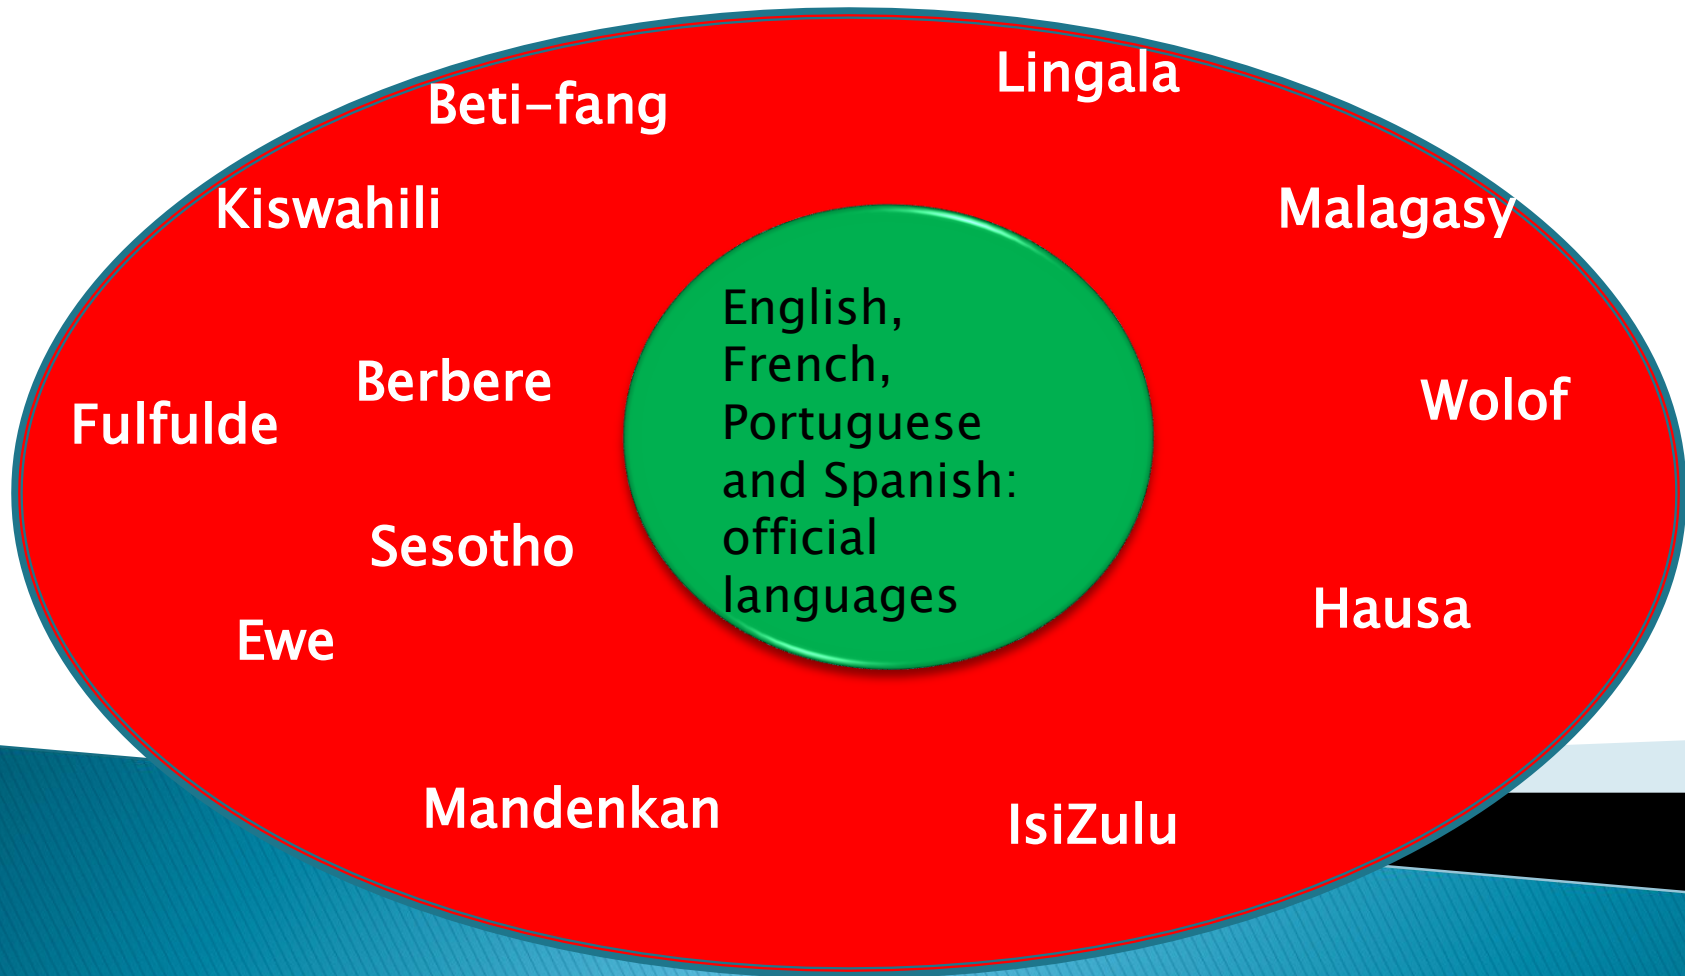 Lingala
Beti-fang
Kiswahili
Malagasy
English,
French,
Portuguese
and Spanish:
official
languages
Berbere
Fulfulde
Wolof
Sesotho
Ewe
Hausa
Mandenkan
IsiZulu